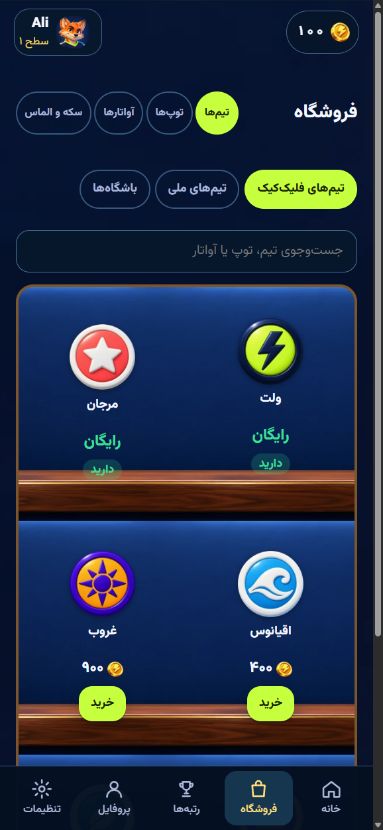 Ali
سطح ۱
۱۰۰
فروشگاه
تیم‌ها
توپ‌ها
آواتارها
سکه و الماس
تیم‌های فلیک‌کیک
تیم‌های ملی
باشگاه‌ها
جست‌وجوی تیم، توپ یا آواتار
ولت
مرجان
رایگان
رایگان
دارید
دارید
اقیانوس
غروب
۴۰۰
۹۰۰
خرید
خرید
خانه
فروشگاه
رتبه‌ها
پروفایل
تنظیمات